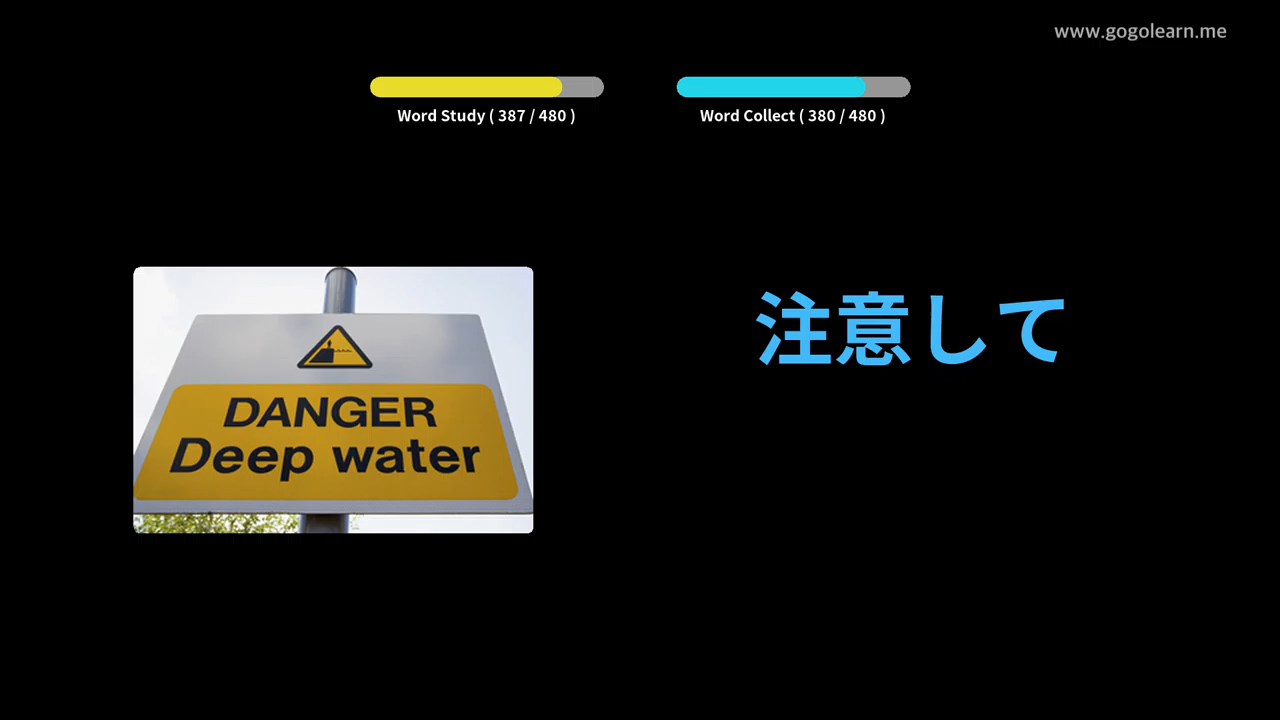 www.gogolearn.me
Word Study ( 387 / 480 )
Word Collect ( 380 / 480 )
DANGER
Deep water
注意して